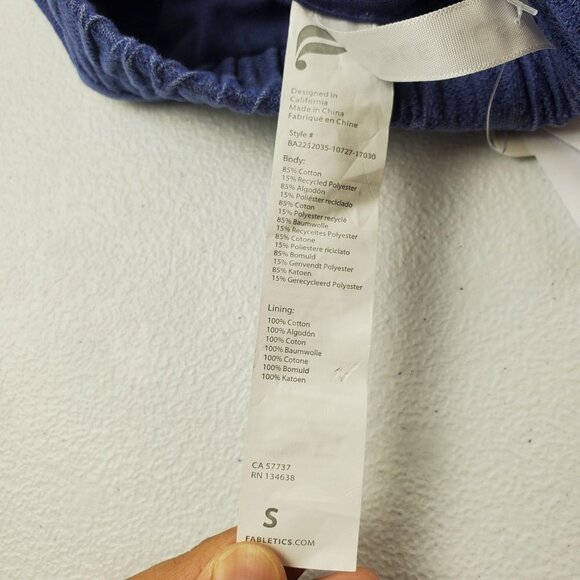 Designed in
California
Made in China
Fabriqué en Chine
Style #
BA2232035-10727-17030
Body:
85% Cotton
15% Recycled Polyester
85% Algodón
15% Poliéster reciclado
85% Coton
15% Polyester recyclé
85% Baumwolle
15% Recyceltes Polyester
85% Cotone
15% Poliestere riciclato
85% Bomuld
15% Genvendt Polyester
85% Katoen
15% Gerecycleerd Polyester
Lining:
100% Cotton
100% Algodón
100% Coton
100% Baumwolle
100% Cotone
100% Bomuld
100% Katoen
CA 57737
RN 134638
S
FABLETICS.COM